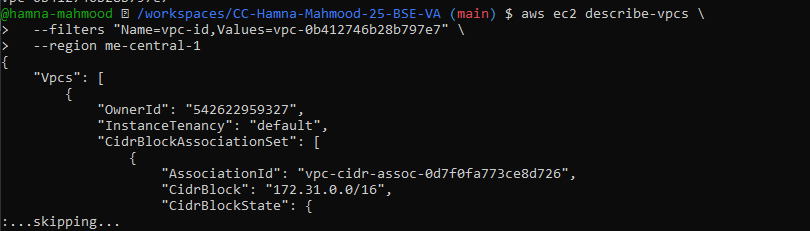 @hamna-mahmood /workspaces/CC-Hamna-Mahmood-25-BSE-VA (main) $ aws ec2 describe-vpcs \
>   --filters "Name=vpc-id,Values=vpc-0b412746b28b797e7" \
>   --region me-central-1
{
    "Vpcs": [
        {
            "OwnerId": "542622959327",
            "InstanceTenancy": "default",
            "CidrBlockAssociationSet": [
                {
                    "AssociationId": "vpc-cidr-assoc-0d7f0fa773ce8d726",
                    "CidrBlock": "172.31.0.0/16",
                    "CidrBlockState": {
:...skipping...